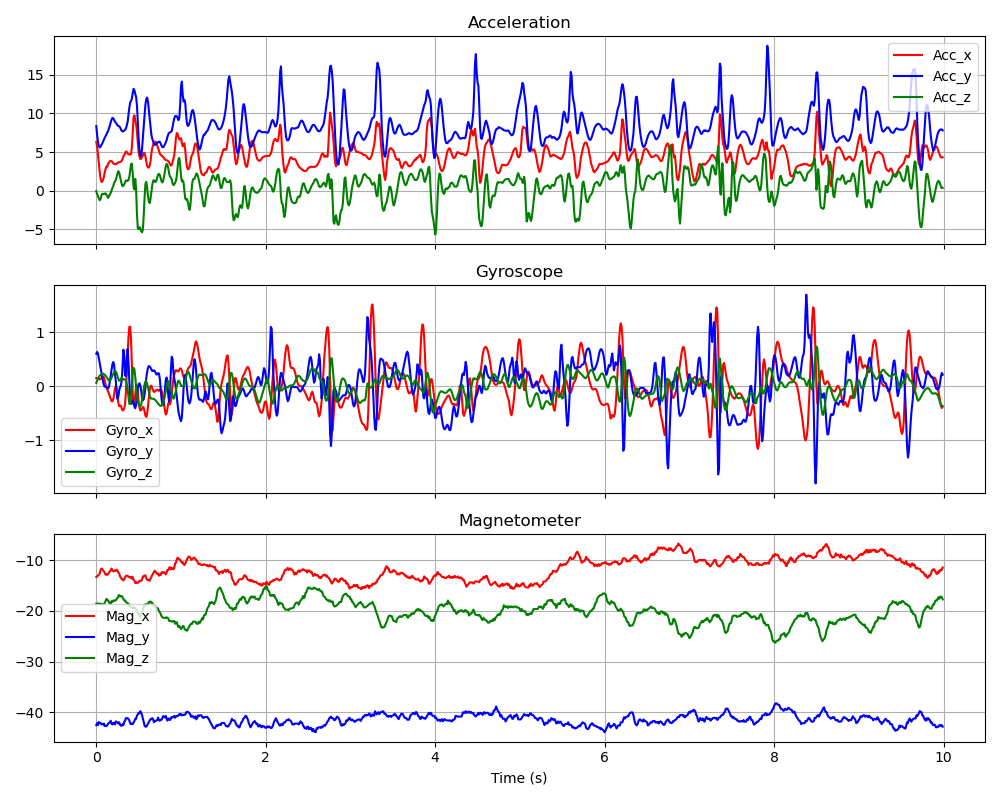 Acceleration
15
10
5
0
−5
Acc_x
Acc_y
Acc_z
Gyroscope
1
0
−1
Gyro_x
Gyro_y
Gyro_z
Magnetometer
−10
−20
−30
−40
Mag_x
Mag_y
Mag_z
0 2 4 6 8 10
Time (s)